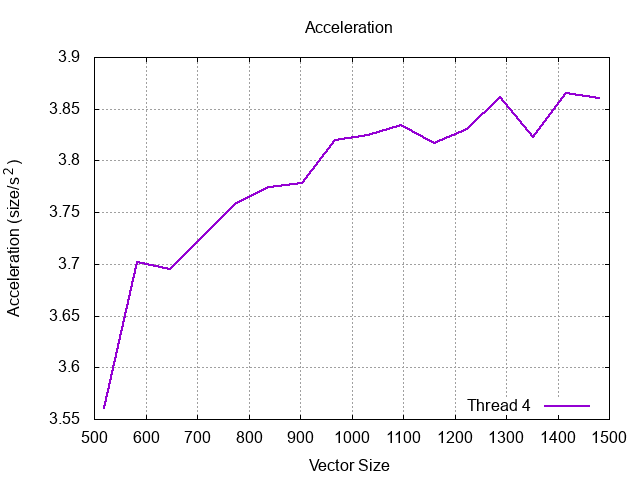 Acceleration
3.9
3.85
3.8
3.75
3.7
3.65
3.6
3.55
Acceleration (size/s²)
Thread 4
500 600 700 800 900 1000 1100 1200 1300 1400 1500
Vector Size